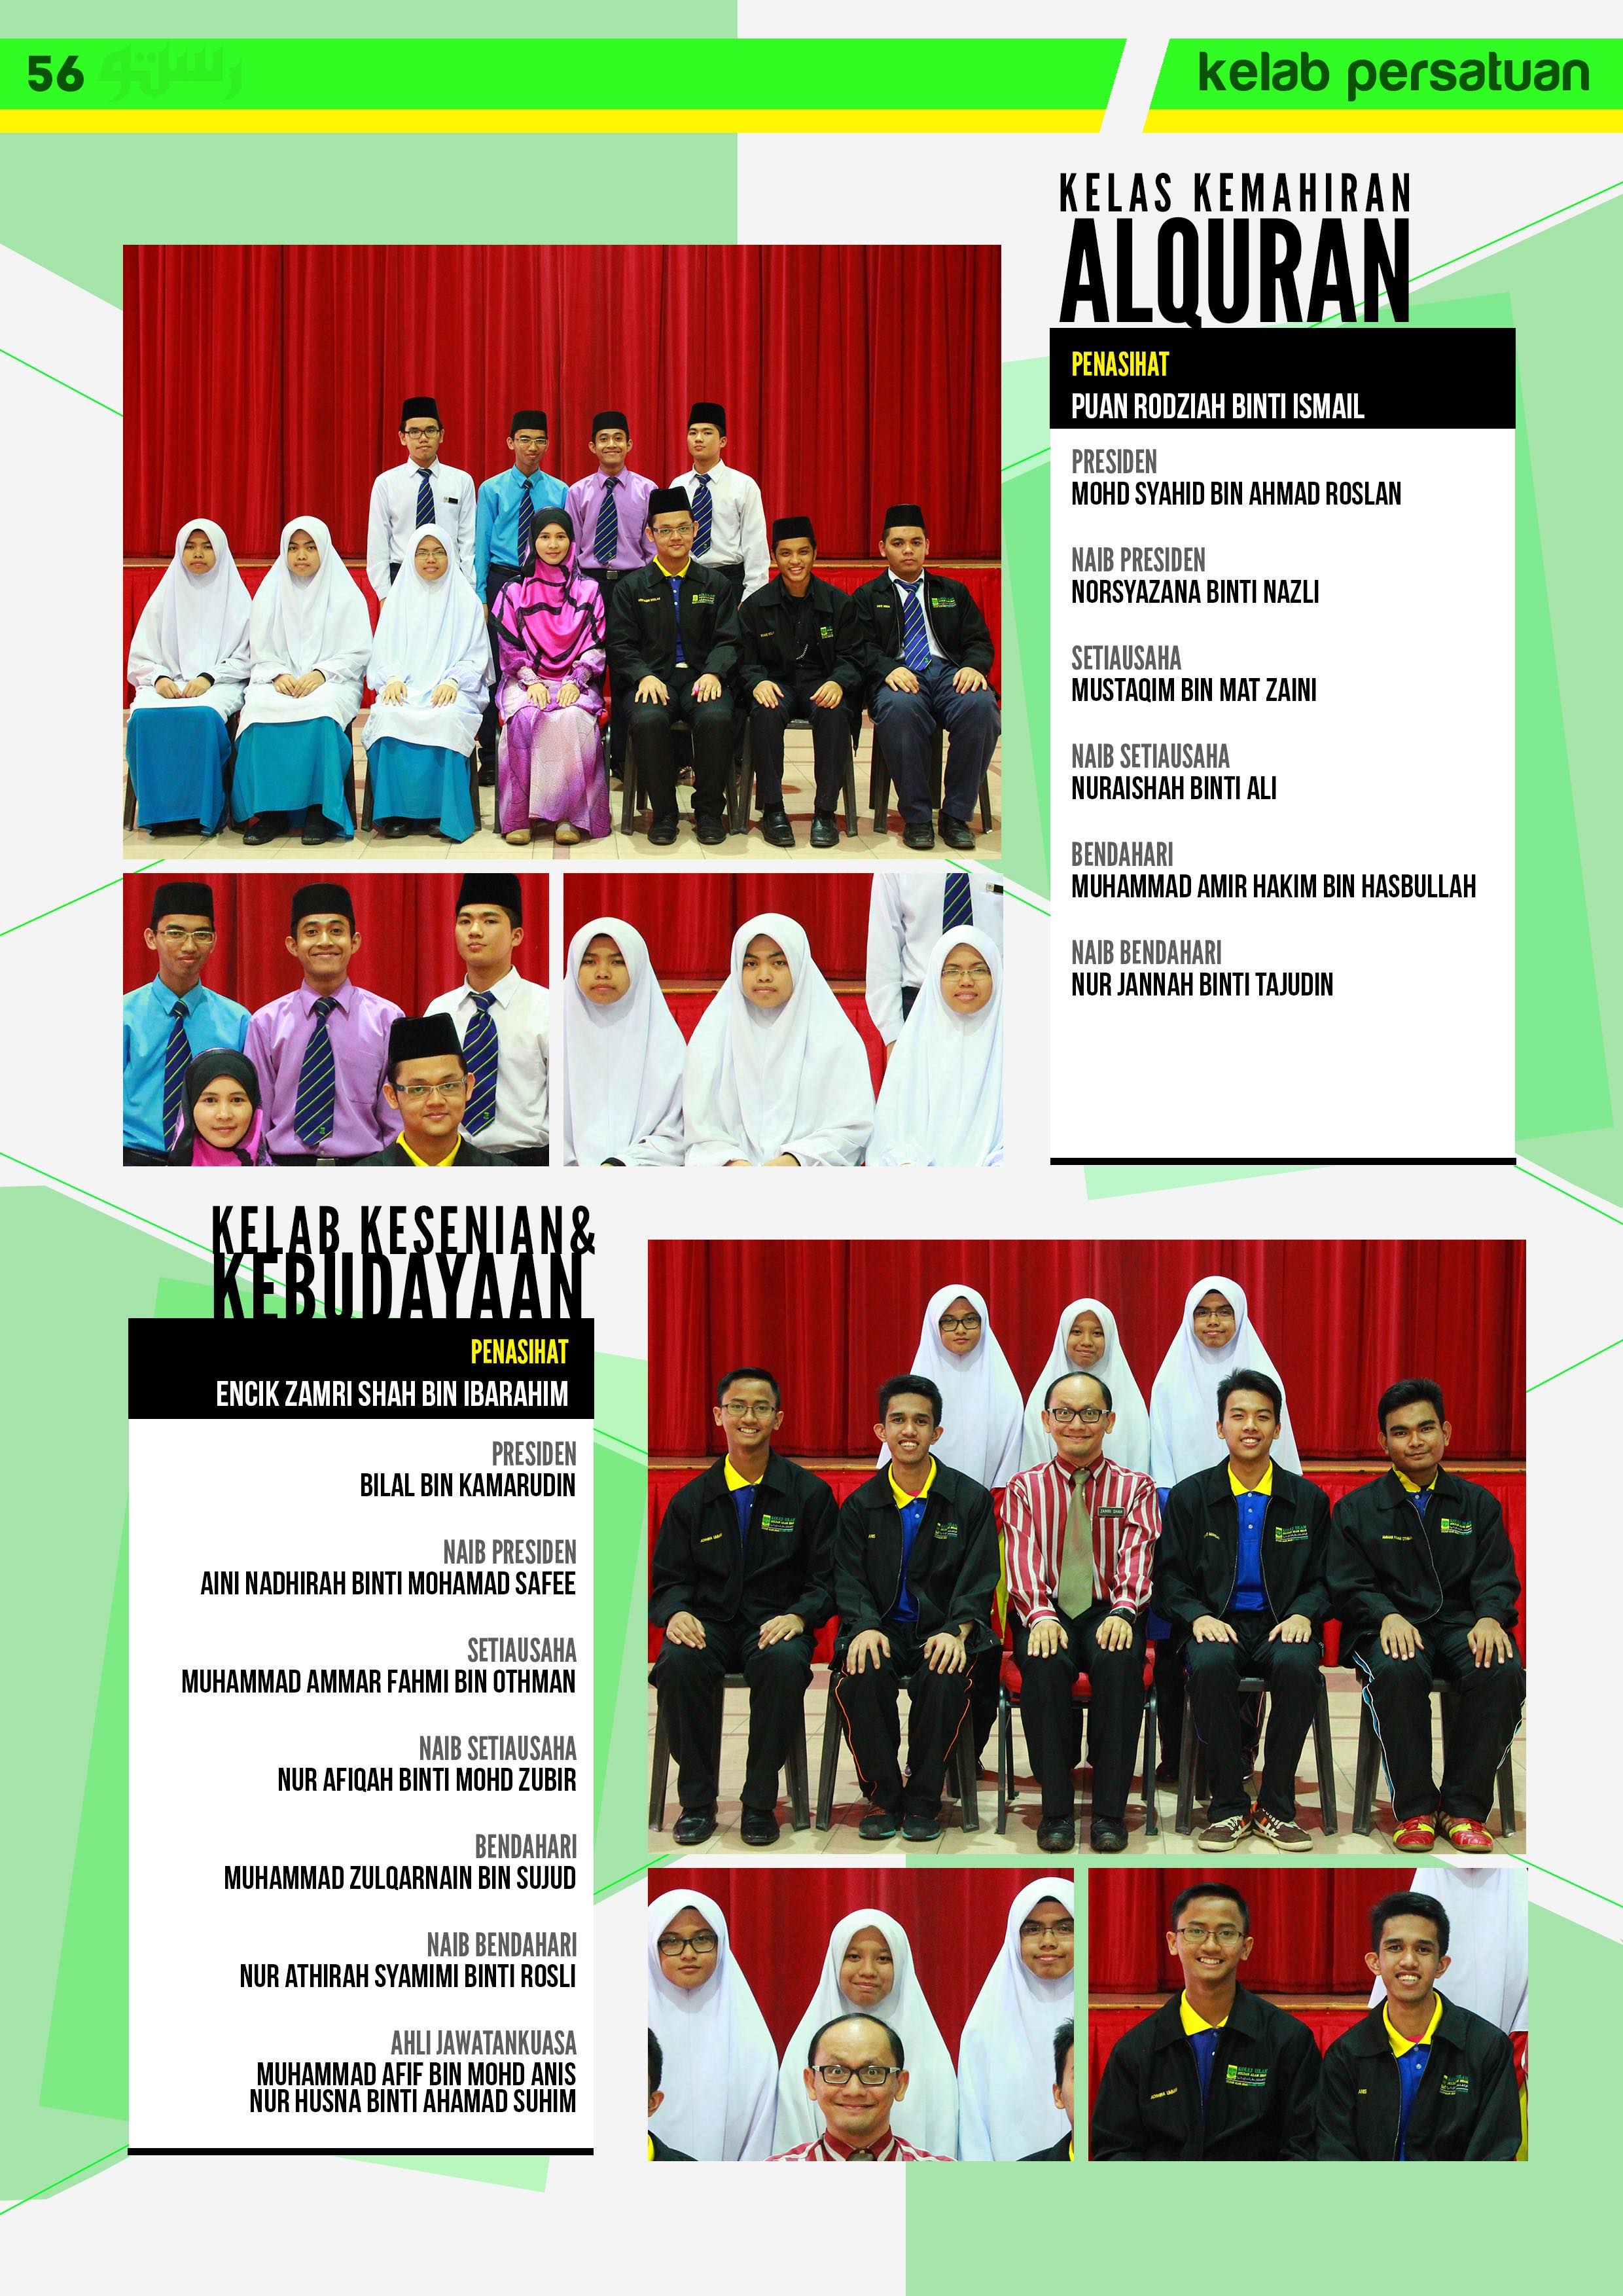 56 رستو
kelab persatuan
KELAS KEMAHIRAN
ALQURAN
PENASIHAT
PUAN RODZIAH BINTI ISMAIL
PRESIDEN
MOHD SYAHID BIN AHMAD ROSLAN
NAIB PRESIDEN
NORSYAZANA BINTI NAZLI
SETIAUSAHA
MUSTAQIM BIN MAT ZAINI
NAIB SETIAUSAHA
NURAISHAH BINTI ALI
BENDAHARI
MUHAMMAD AMIR HAKIM BIN HASBULLAH
NAIB BENDAHARI
NUR JANNAH BINTI TAJUDIN
KELAB KESENIAN&
KEBUDAYAAN
PENASIHAT
ENCIK ZAMRI SHAH BIN IBARAHIM
PRESIDEN
BILAL BIN KAMARUDIN
NAIB PRESIDEN
AINI NADHIRAH BINTI MOHAMAD SAFEE
SETIAUSAHA
MUHAMMAD AMMAR FAHMI BIN OTHMAN
NAIB SETIAUSAHA
NUR AFIQAH BINTI MOHD ZUBIR
BENDAHARI
MUHAMMAD ZULQARNAIN BIN SUJUD
NAIB BENDAHARI
NUR ATHIRAH SYAMIMI BINTI ROSLI
AHLI JAWATANKUASA
MUHAMMAD AFIF BIN MOHD ANIS
NUR HUSNA BINTI AHAMAD SUHIM